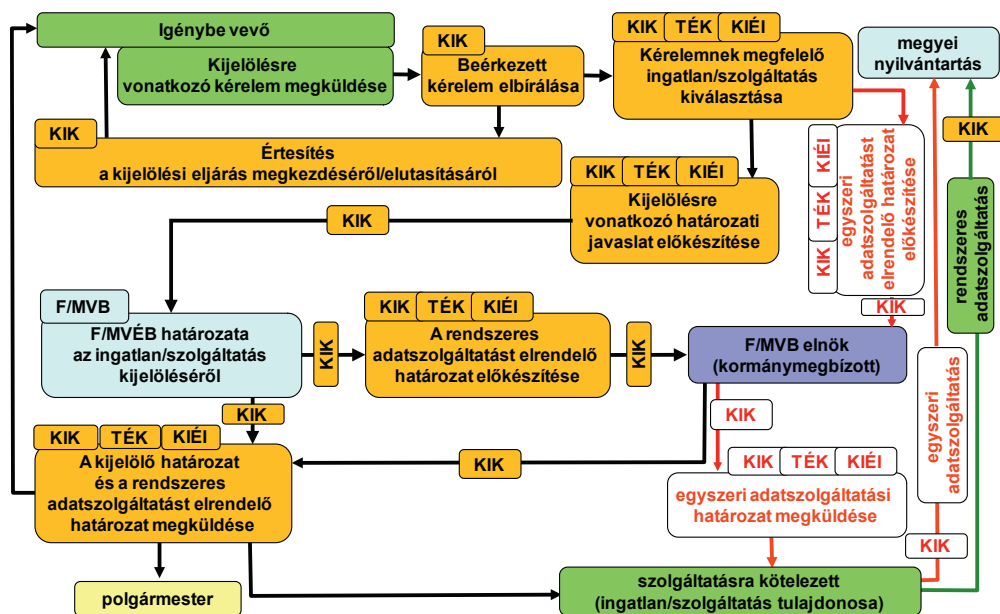 Igénybe vevő
Kijelölésre
vonatkozó kérelem megküldése
KIK
Beérkezett
kérelem elbírálása
KIK TÉK KIÉI
Kérelemnek megfelelő
ingatlan/szolgáltatás
kiválasztása
megyei
nyilvántartás
KIK
Értesítés
a kijelölési eljárás megkezdéséről/elutasításáról
KIK TÉK KIÉI
Kijelölésre
vonatkozó határozati
javaslat előkészítése
KIK
KIK TÉK KIÉI
egyszeri
adatszolgáltatást
elrendelő határozat
előkészítése
KIK
rendszeres
adatszolgáltatás
KIK
F/MVB
F/MVÉB határozata
az ingatlan/szolgáltatás
kijelöléséről
KIK
KIK TÉK KIÉI
A rendszeres
adatszolgáltatást elrendelő
határozat előkészítése
KIK
F/MVB elnök
(kormánymegbízott)
egyszeri
adatszolgáltatás
KIK
KIK
KIK TÉK KIÉI
A kijelölő határozat
és a rendszeres
adatszolgáltatást elrendelő
határozat megküldése
KIK
KIK TÉK KIÉI
egyszeri adatszolgáltatási
határozat megküldése
KIK
polgármester
szolgáltatásra kötelezett
(ingatlan/szolgáltatás tulajdonosa)